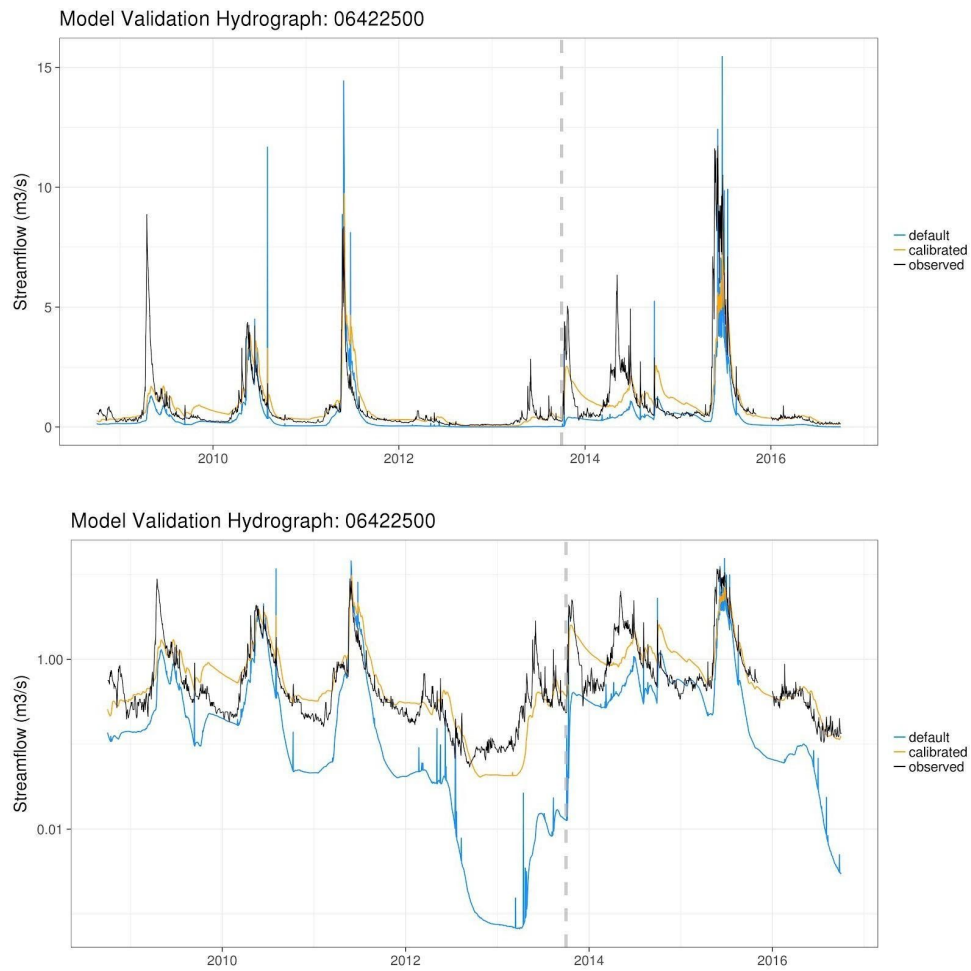 Model Validation Hydrograph: 06422500
15
10
5
0
Streamflow (m3/s)
2010
2012
2014
2016
default
calibrated
observed
Model Validation Hydrograph: 06422500
1.00
0.01
Streamflow (m3/s)
2010
2012
2014
2016
default
calibrated
observed